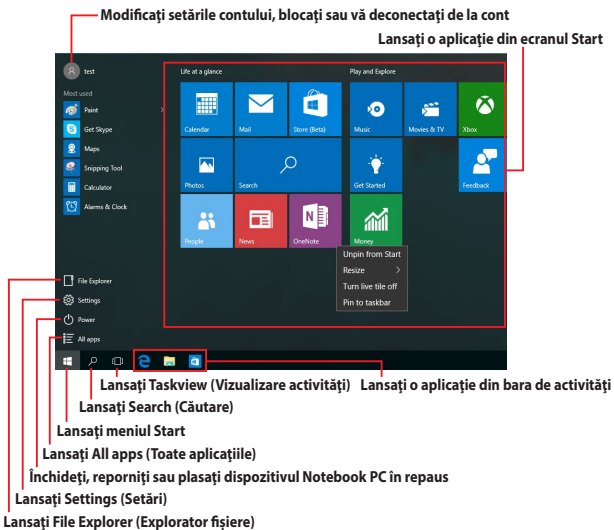 Modificați setările contului, blocați sau vă deconectați de la cont
Lansați o aplicație din ecranul Start
test
Life at a glance
Play and Explore
Most used
Paint
Get Skype
Maps
Snipping Tool
Calculator
Alarms & Clock
Calendar
Mail
Store (Beta)
Music
Movies & TV
Xbox
Photos
Search
Get Started
Feedback
People
News
OneNote
Money
Unpin from Start
Resize
Turn live tile off
Pin to taskbar
File Explorer
Settings
Power
All apps
Lansați Taskview (Vizualizare activități)
Lansați o aplicație din bara de activități
Lansați Search (Căutare)
Lansați meniul Start
Lansați All apps (Toate aplicațiile)
Închideți, reporniți sau plasați dispozitivul Notebook PC în repaus
Lansați Settings (Setări)
Lansați File Explorer (Explorator fișiere)